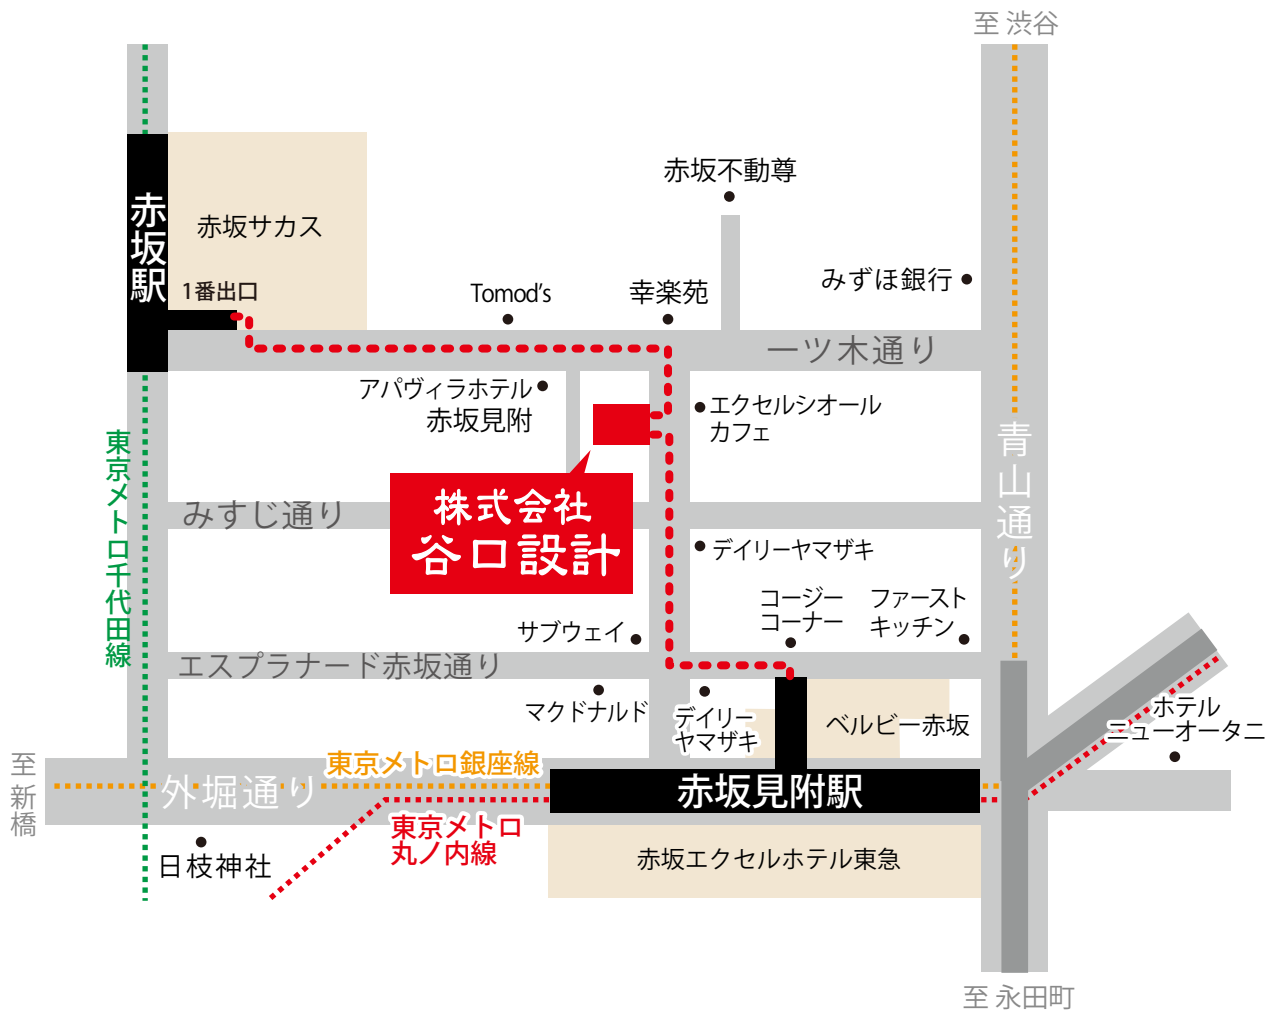 至 渋谷
赤坂不動尊
赤坂駅
赤坂サカス
1番出口
Tomod's
幸楽苑
みずほ銀行
一ツ木通り
アパヴィラホテル
赤坂見附
エクセルシオール
カフェ
青山通り
東京メトロ千代田線
株式会社
谷口設計
みすじ通り
デイリーヤマザキ
コージー
コーナー
ファースト
キッチン
サブウェイ
エスプラナード赤坂通り
マクドナルド
デイリー
ヤマザキ
ベルビー赤坂
ホテル
ニューオータニ
至 新橋
東京メトロ銀座線
外堀通り
赤坂見附駅
東京メトロ
丸ノ内線
日枝神社
赤坂エクセルホテル東急
至 永田町